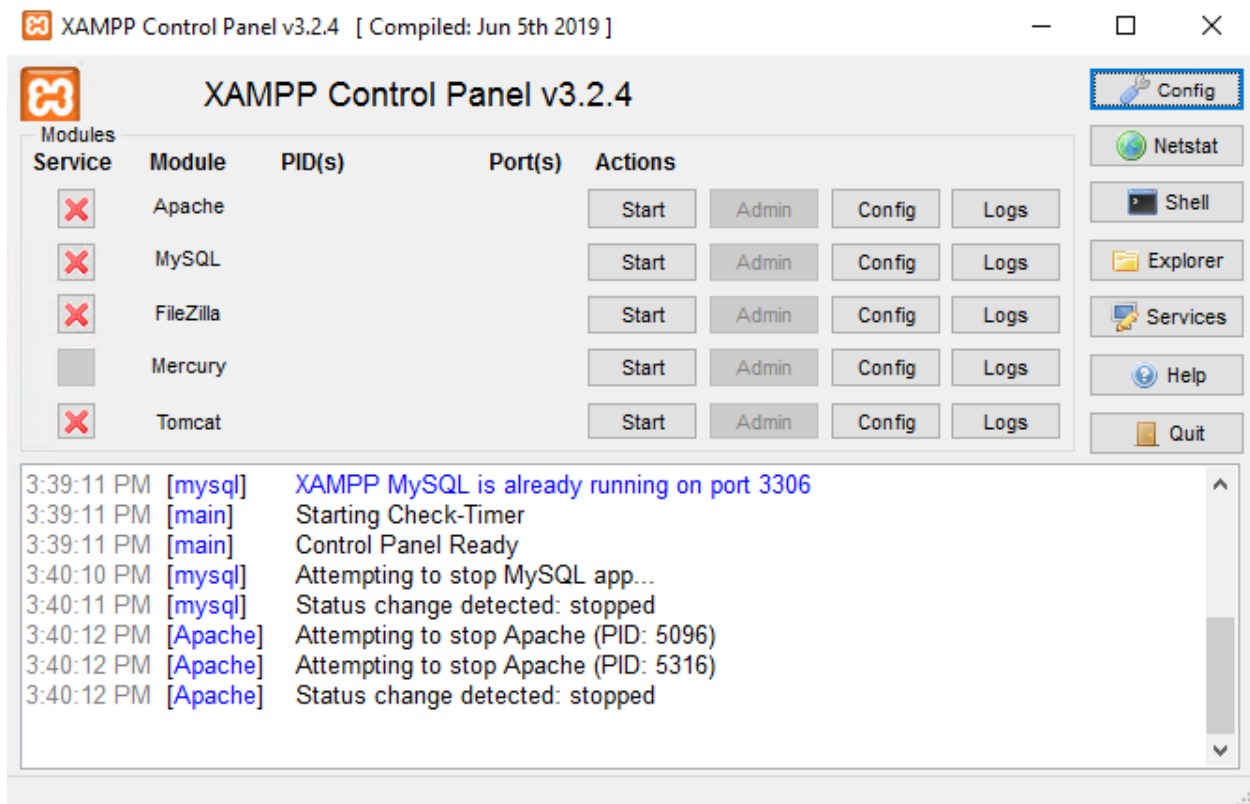 XAMPP Control Panel v3.2.4 [ Compiled: Jun 5th 2019 ]
XAMPP Control Panel v3.2.4
Config
Modules
Service Module PID(s) Port(s) Actions
Netstat
Apache Start Admin Config Logs
Shell
MySQL Start Admin Config Logs
Explorer
FileZilla Start Admin Config Logs
Services
Mercury Start Admin Config Logs
Help
Tomcat Start Admin Config Logs
Quit
3:39:11 PM [mysql] XAMPP MySQL is already running on port 3306
3:39:11 PM [main] Starting Check-Timer
3:39:11 PM [main] Control Panel Ready
3:40:10 PM [mysql] Attempting to stop MySQL app...
3:40:11 PM [mysql] Status change detected: stopped
3:40:12 PM [Apache] Attempting to stop Apache (PID: 5096)
3:40:12 PM [Apache] Attempting to stop Apache (PID: 5316)
3:40:12 PM [Apache] Status change detected: stopped